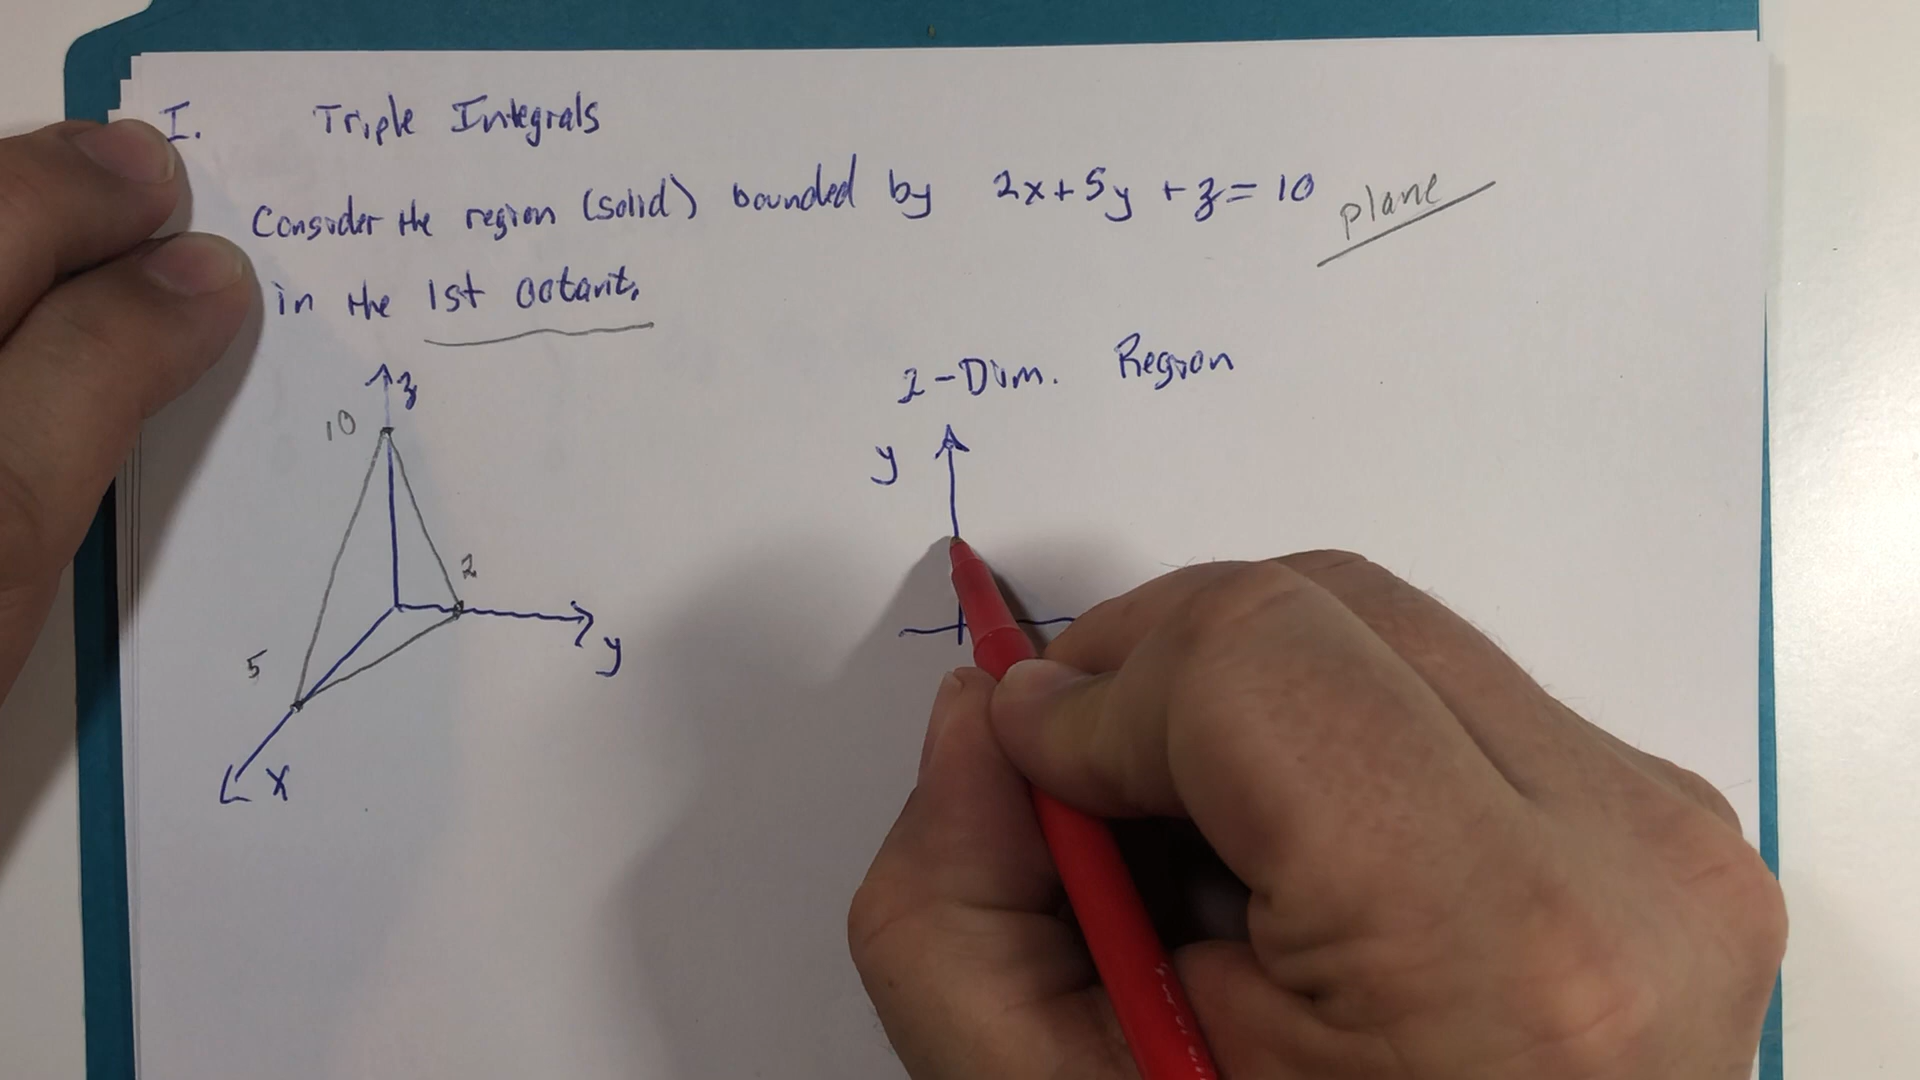 I. Triple Integrals
Consider the region (solid) bounded by 2x+5y+z=10 plane
in the 1st octant.
z
10
2
5
y
x
2-Dim. Region
y